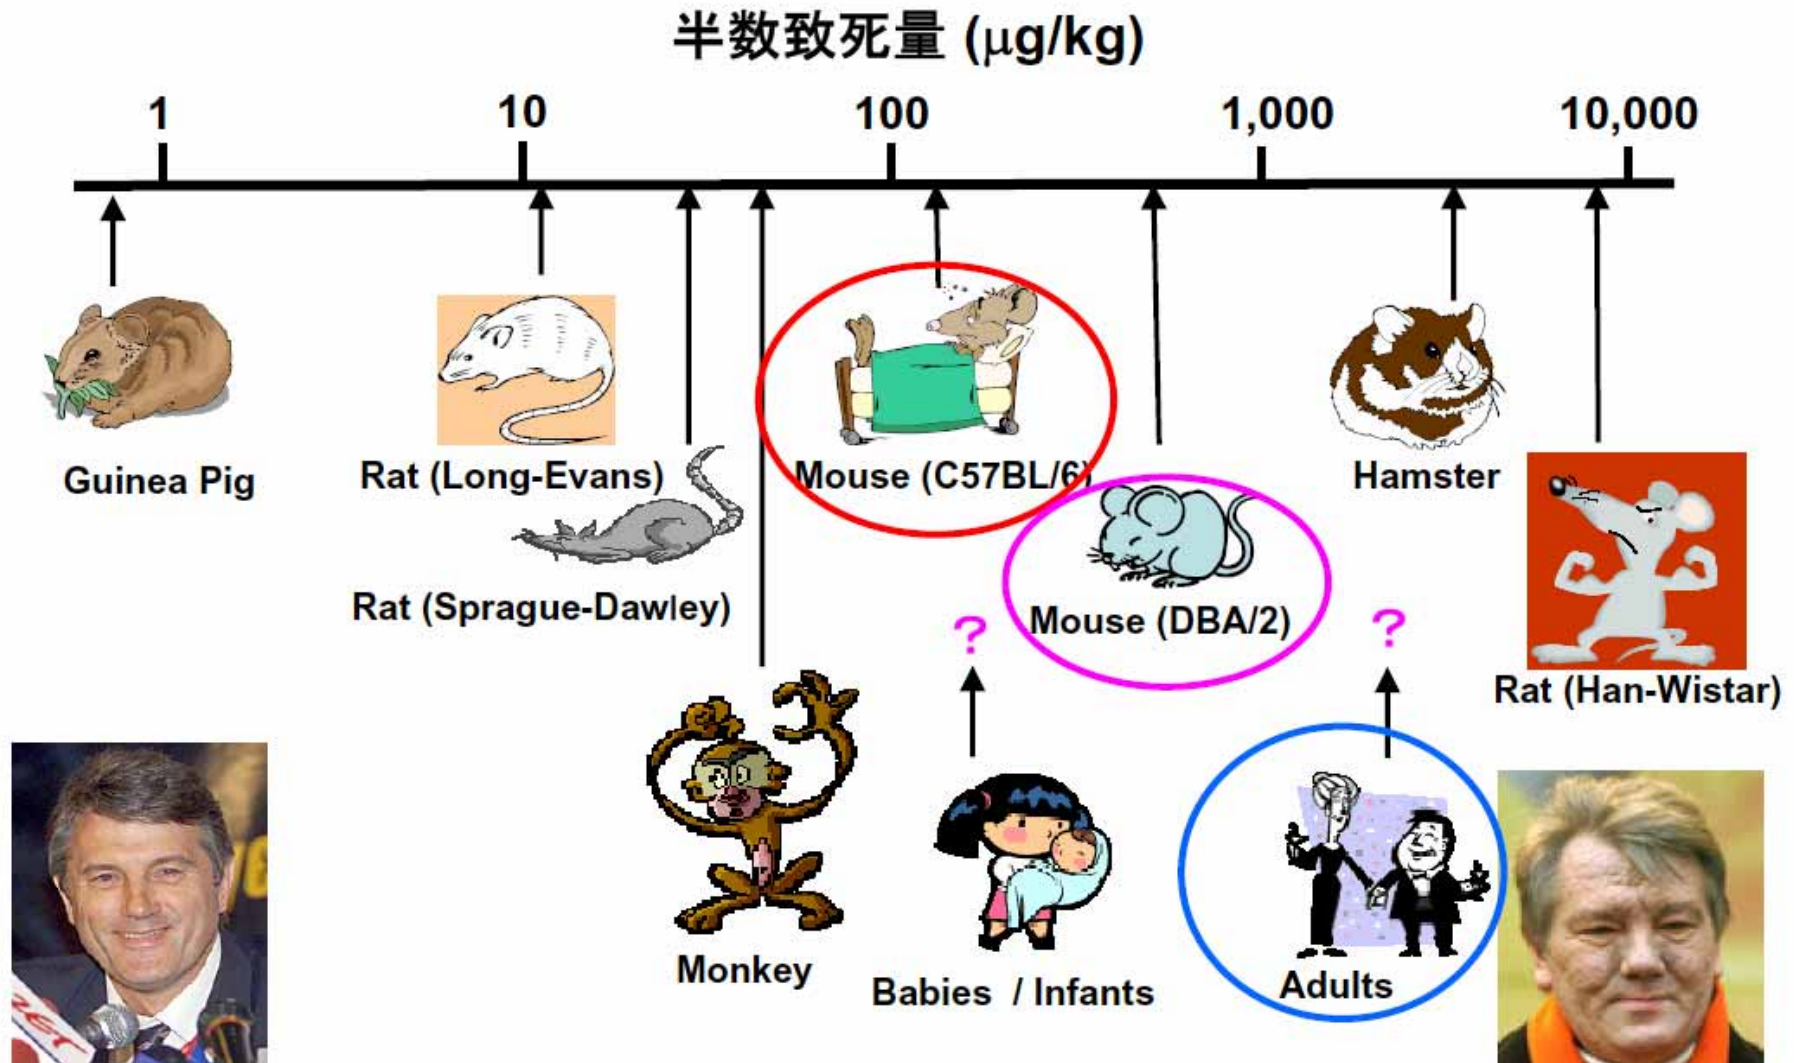 半数致死量 (μg/kg)
1 10 100 1,000 10,000
Guinea Pig
Rat (Long-Evans)
Mouse (C57BL/6)
Hamster
Rat (Sprague-Dawley)
Mouse (DBA/2)
? ?
Rat (Han-Wistar)
Monkey
Babies / Infants
Adults